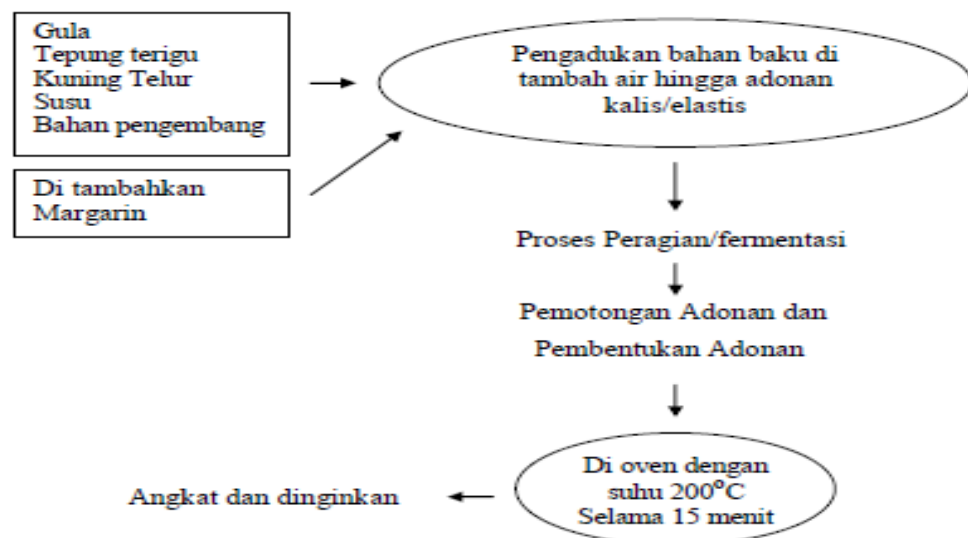 Gula
Tepung terigu
Kuning Telur
Susu
Bahan pengembang
Di tambahkan
Margarin
Pengadukan bahan baku di
tambah air hingga adonan
kalis/elastis
Proses Peragian/fermentasi
Pemotongan Adonan dan
Pembentukan Adonan
Di oven dengan
suhu 200°C
Selama 15 menit
Angkat dan dinginkan